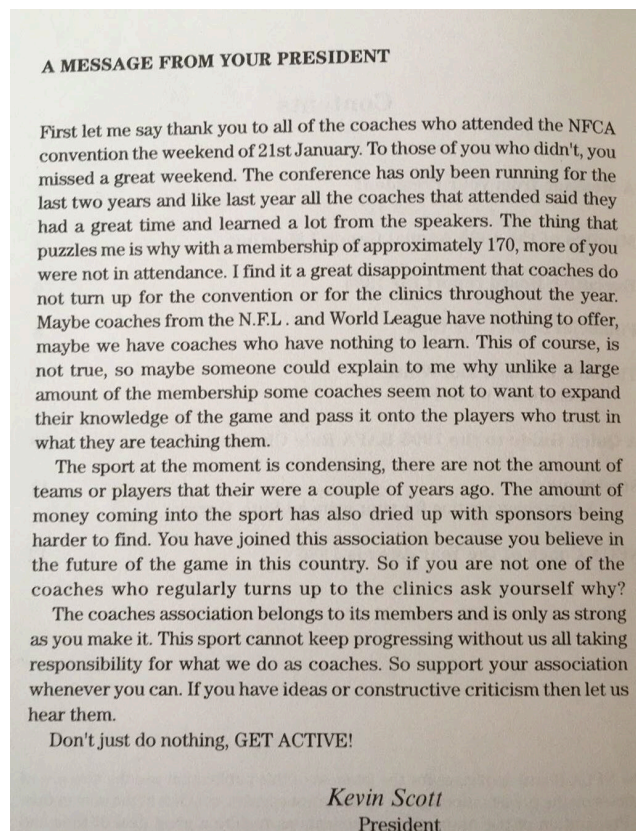 A MESSAGE FROM YOUR PRESIDENT
First let me say thank you to all of the coaches who attended the NFCA
convention the weekend of 21st January. To those of you who didn't, you
missed a great weekend. The conference has only been running for the
last two years and like last year all the coaches that attended said they
had a great time and learned a lot from the speakers. The thing that
puzzles me is why with a membership of approximately 170, more of you
were not in attendance. I find it a great disappointment that coaches do
not turn up for the convention or for the clinics throughout the year.
Maybe coaches from the N.F.L . and World League have nothing to offer,
maybe we have coaches who have nothing to learn. This of course, is
not true, so maybe someone could explain to me why unlike a large
amount of the membership some coaches seem not to want to expand
their knowledge of the game and pass it onto the players who trust in
what they are teaching them.
The sport at the moment is condensing, there are not the amount of
teams or players that their were a couple of years ago. The amount of
money coming into the sport has also dried up with sponsors being
harder to find. You have joined this association because you believe in
the future of the game in this country. So if you are not one of the
coaches who regularly turns up to the clinics ask yourself why?
The coaches association belongs to its members and is only as strong
as you make it. This sport cannot keep progressing without us all taking
responsibility for what we do as coaches. So support your association
whenever you can. If you have ideas or constructive criticism then let us
hear them.
Don't just do nothing, GET ACTIVE!
Kevin Scott
President